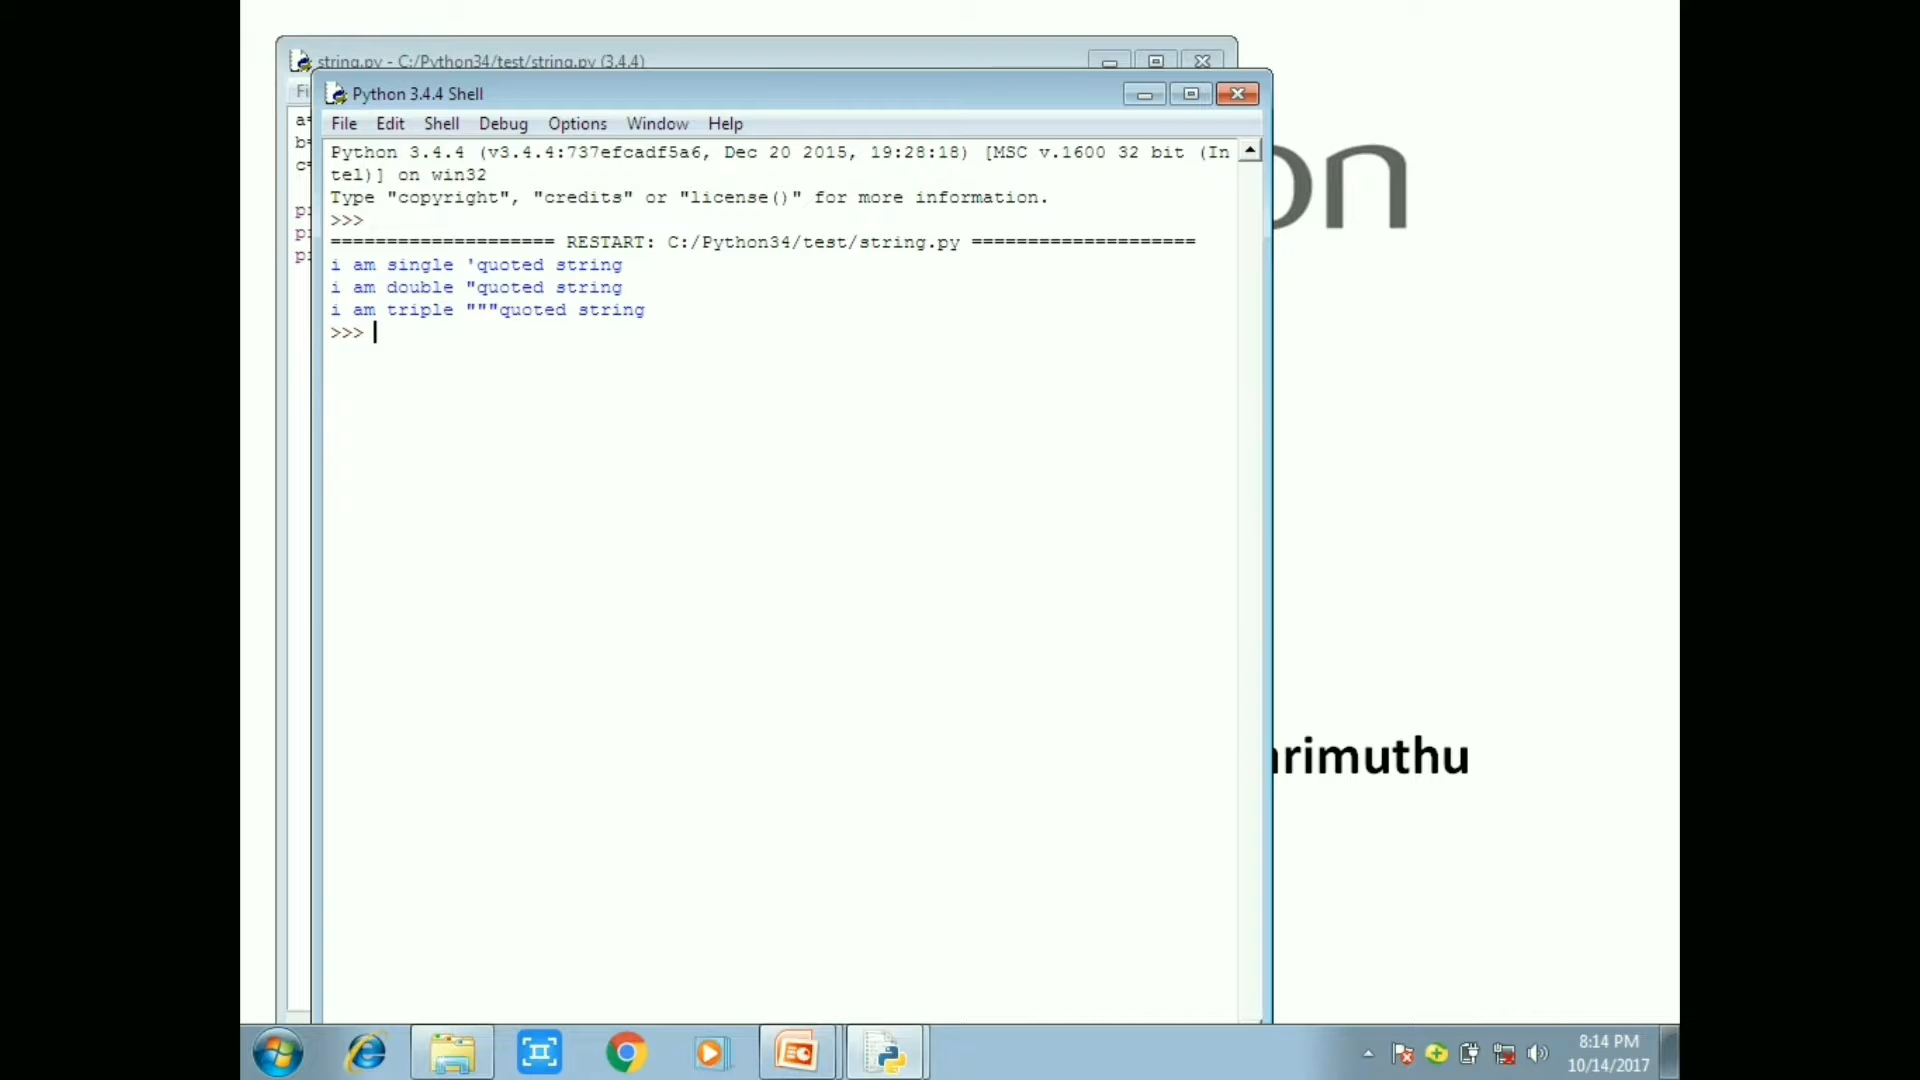 string.py - C:/Python34/test/string.py (3.4.4)
Python 3.4.4 Shell
File Edit Shell Debug Options Window Help
Python 3.4.4 (v3.4.4:737efcadf5a6, Dec 20 2015, 19:28:18) [MSC v.1600 32 bit (In
tel)] on win32
Type "copyright", "credits" or "license()" for more information.
>>>
==================== RESTART: C:/Python34/test/string.py ====================
i am single 'quoted string
i am double "quoted string
i am triple """quoted string
>>>
a=
b=
c=
on
arimuthu
8:14 PM
10/14/2017